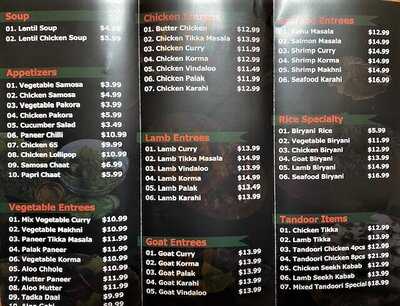 Soup
01. Lentil Soup $4.99
02. Lentil Chicken Soup $5.99
Appetizers
01. Vegetable Samosa $3.99
02. Chicken Samosa $4.99
03. Vegetable Pakora $3.99
04. Chicken Pakora $5.99
05. Cucumber Salad $3.49
06. Paneer Chilli $10.99
07. Chicken 65 $9.99
08. Chicken Lollipop $10.99
09. Samosa Chaat $6.99
10. Papri Chaat $5.99
Vegetable Entrees
01. Mix Vegetable Curry $10.99
02. Vegetable Makhni $10.99
03. Paneer Tikka Masala $11.99
04. Palak Paneer $11.99
05. Vegetable Korma $10.99
06. Aloo Chhole $10.99
07. Mutter Paneer $11.99
08. Aloo Mutter $11.99
09. Tadka Daal $9.99
$10.99
Chicken Entrees
01. Butter Chicken $12.99
02. Chicken Tikka Masala $13.99
03. Chicken Curry $11.99
04. Chicken Korma $12.99
05. Chicken Vindaloo $11.49
06. Chicken Palak $11.99
07. Chicken Karahi $12.99
Lamb Entrees
01. Lamb Curry $13.99
02. Lamb Tikka Masala $14.99
03. Lamb Vindaloo $13.99
04. Lamb Korma $14.99
05. Lamb Palak $13.49
06. Lamb Karahi $13.99
Goat Entrees
01. Goat Curry $13.99
02. Goat Korma $13.99
03. Goat Palak $13.99
04. Goat Karahi $13.99
05. Goat Vindaloo $13.99
Seafood Entrees
Masala $12.99
02. Salmon Masala $14.99
03. Shrimp Curry $14.99
04. Shrimp Korma $14.99
05. Shrimp Makhni $14.99
06. Seafood Karahi $16.99
Rice Specialty
01. Biryani Rice $5.99
02. Vegetable Biryani $11.99
03. Chicken Biryani $12.99
04. Goat Biryani $13.99
05. Lamb Biryani $13.99
06. Seafood Biryani $16.99
Tandoor Items
01. Chicken Tikka $12.99
02. Lamb Tikka $13.99
03. Tandoori Chicken 4pcs $12.99
04. Tandoori Chicken 8pcs $21.99
05. Chicken Seekh Kabab $12.99
06. Lamb Seekh Kabab $13.99
07. Mixed Tandoori Special $18.99